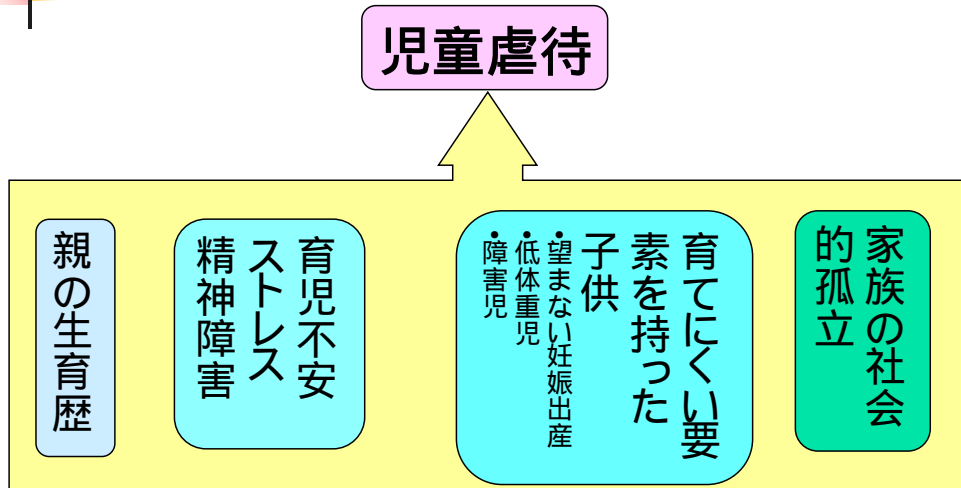 児童虐待
親の生育歴
育児不安
ストレス
精神障害
育てにくい要
素を持った
子供
・望まない妊娠出産
・低体重児
・障害児
家族の社会
的孤立